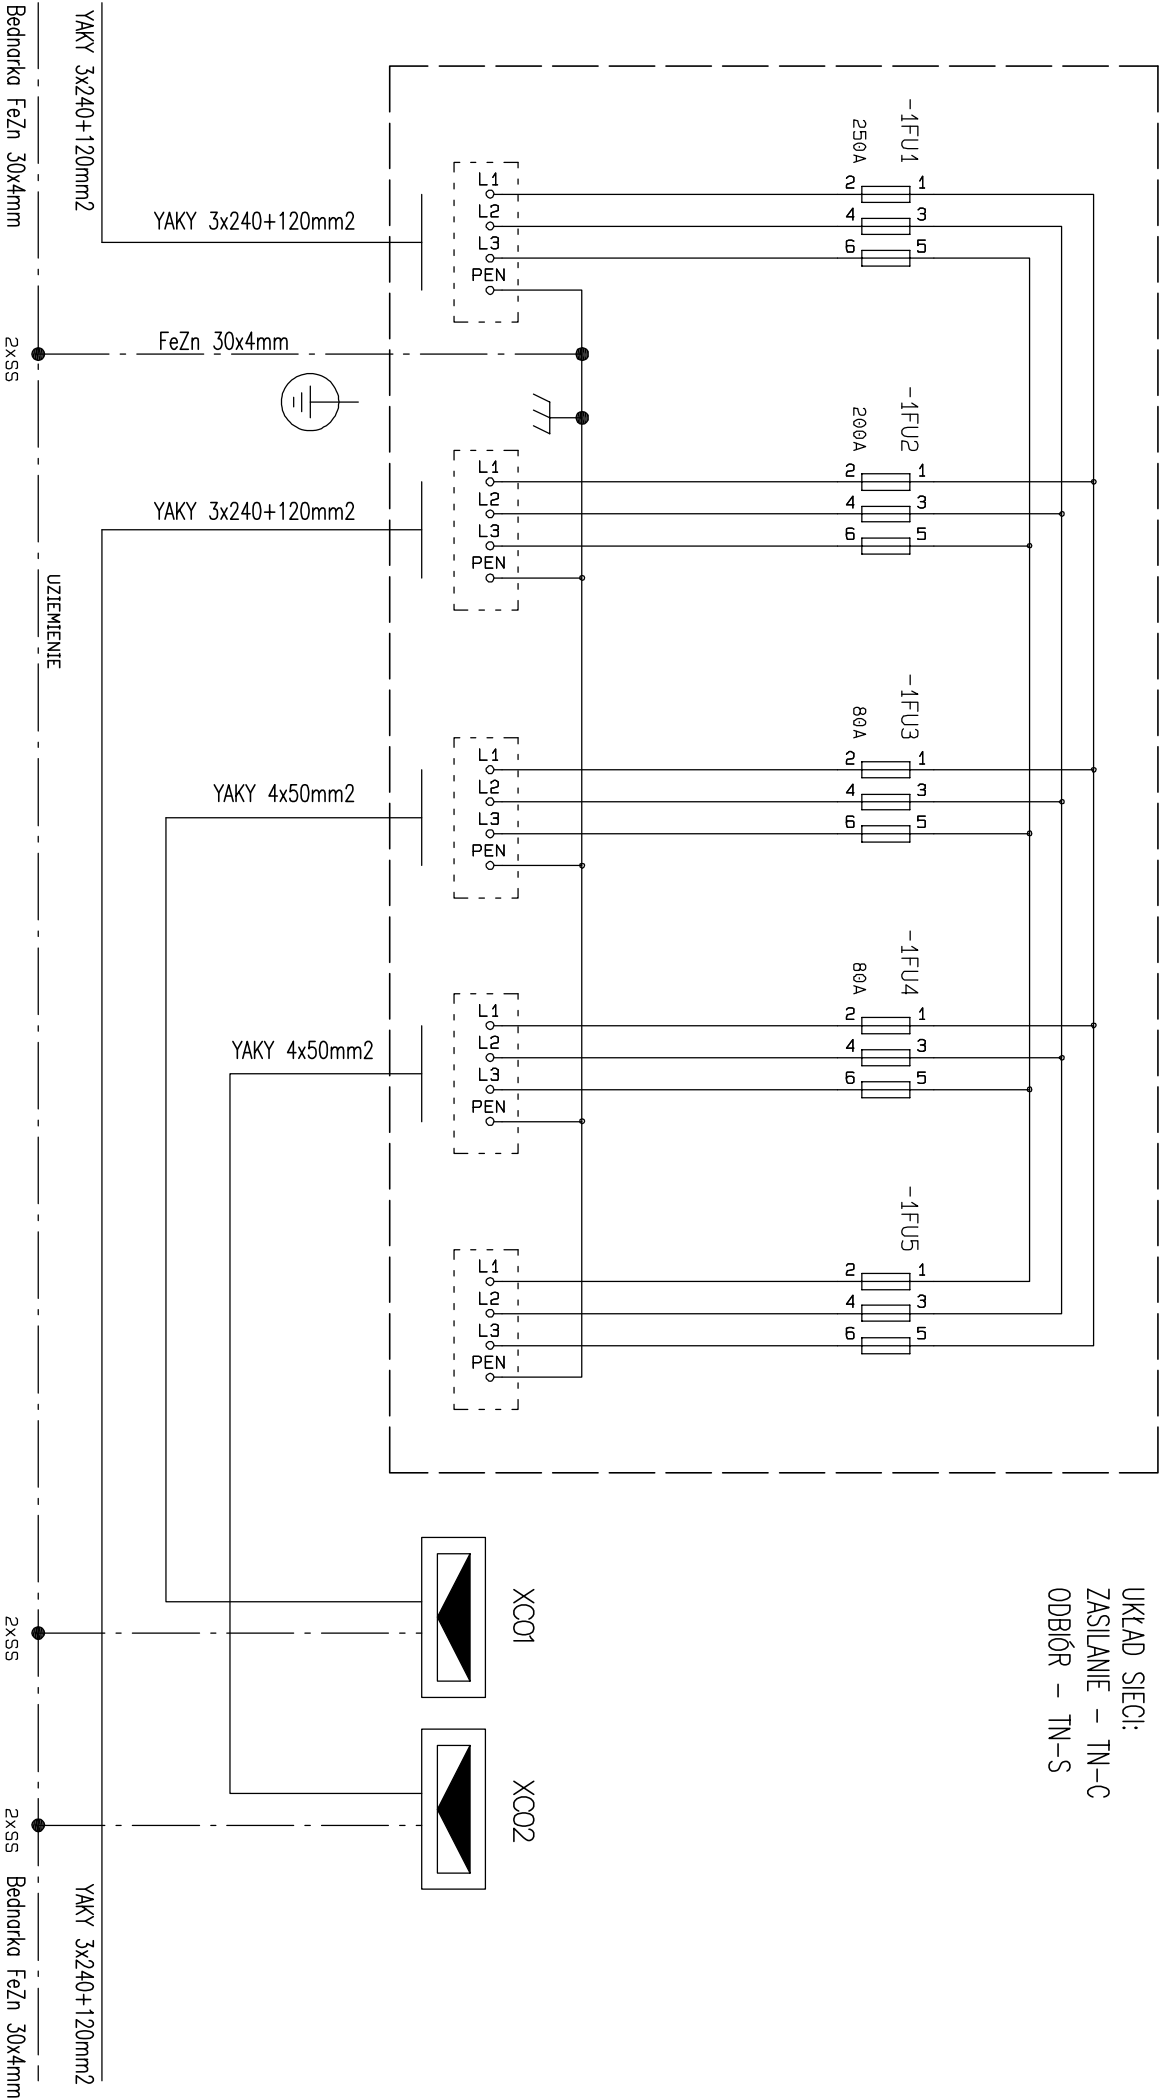 UKŁAD SIECI:
ZASILANIE - TN-C
ODBIÓR - TN-S
-1FU1
250A
1
2
3
4
5
6
-1FU2
200A
1
2
3
4
5
6
-1FU3
80A
1
2
3
4
5
6
-1FU4
80A
1
2
3
4
5
6
-1FU5
1
2
3
4
5
6
L1
L2
L3
PEN
L1
L2
L3
PEN
L1
L2
L3
PEN
L1
L2
L3
PEN
L1
L2
L3
PEN
XC01
XC02
YAKY 3x240+120mm2
FeZn 30x4mm
YAKY 3x240+120mm2
YAKY 4x50mm2
YAKY 4x50mm2
YAKY 3x240+120mm2
YAKY 3x240+120mm2
UZIEMIENIE
Bednarka FeZn 30x4mm
2xSS
2xSS
2xSS
Bednarka FeZn 30x4mm